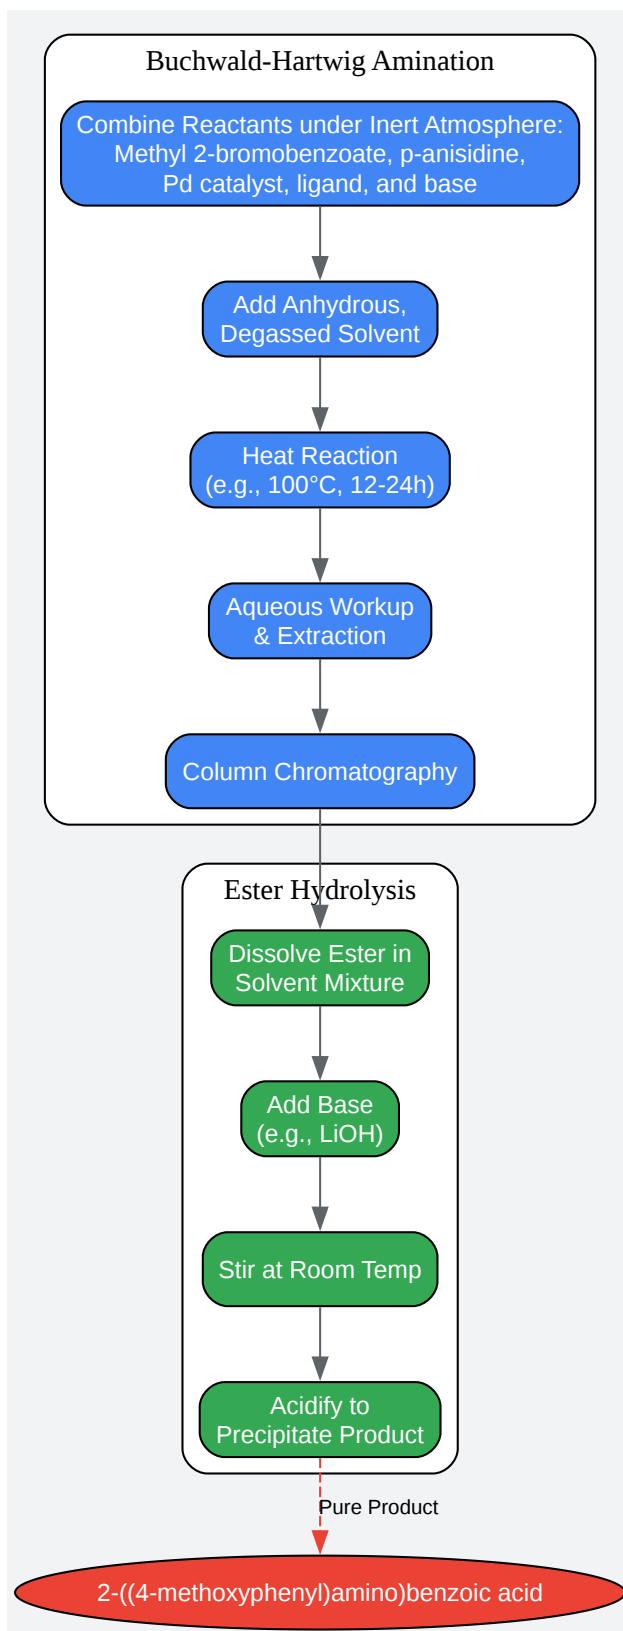 Buchwald-Hartwig Amination
Combine Reactants under Inert Atmosphere:
Methyl 2-bromobenzoate, p-anisidine,
Pd catalyst, ligand, and base
Add Anhydrous,
Degassed Solvent
Heat Reaction
(e.g., 100°C, 12-24h)
Aqueous Workup
& Extraction
Column Chromatography
Ester Hydrolysis
Dissolve Ester in
Solvent Mixture
Add Base
(e.g., LiOH)
Stir at Room Temp
Acidify to
Precipitate Product
Pure Product
2-((4-methoxyphenyl)amino)benzoic acid